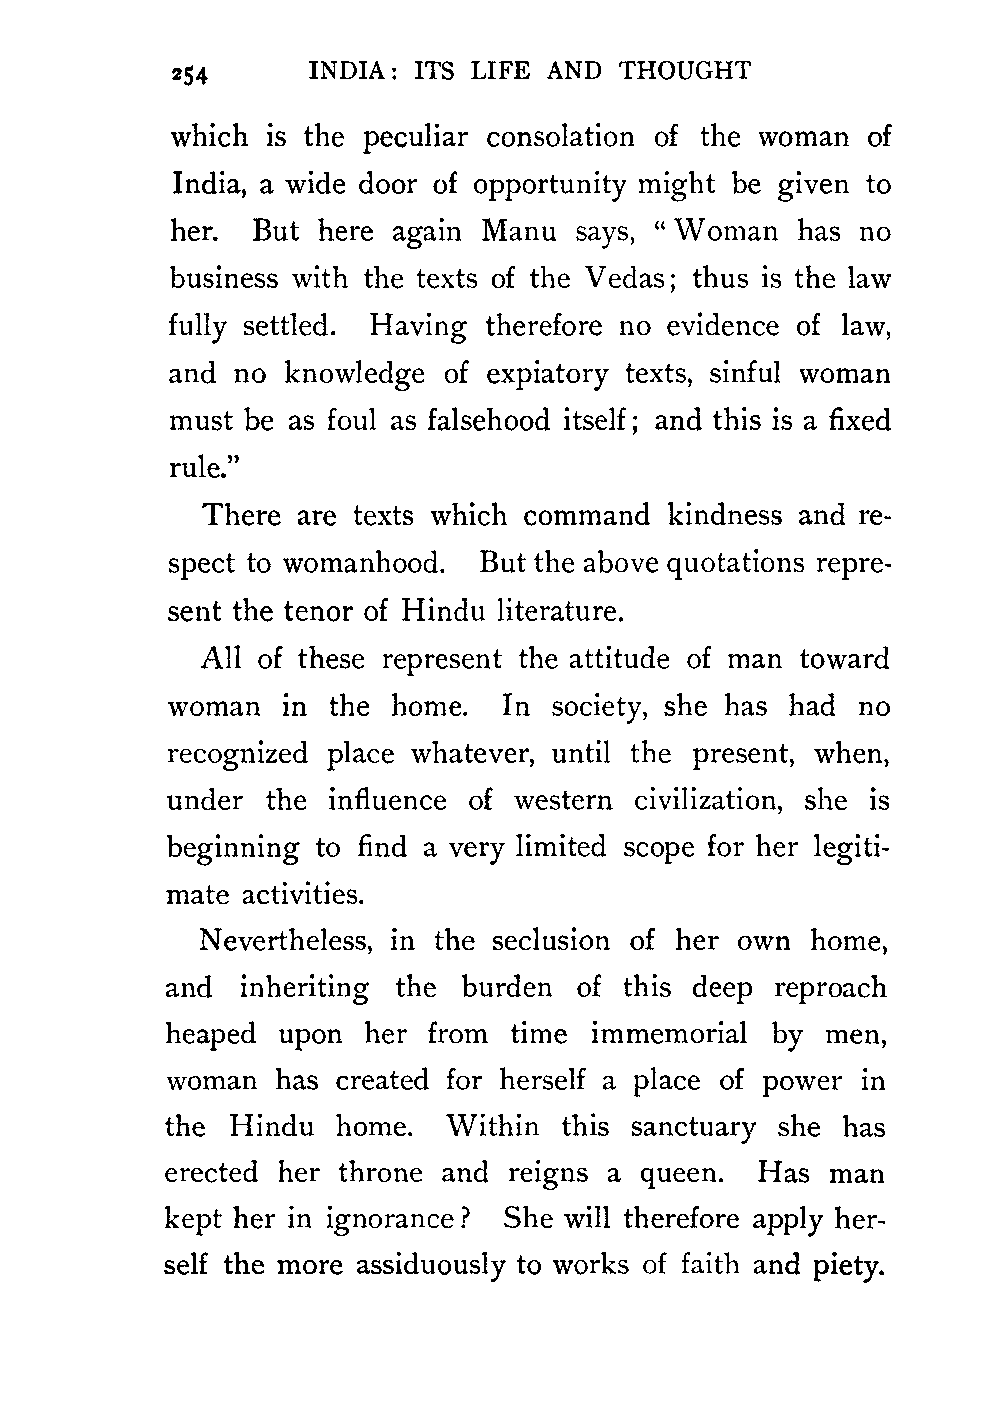 254 INDIA: ITS LIFE AND THOUGHT
which is the peculiar consolation of the woman of
India, a wide door of opportunity might be given to
her. But here again Manu says, “Woman has no
business with the texts of the Vedas; thus is the law
fully settled. Having therefore no evidence of law,
and no knowledge of expiatory texts, sinful woman
must be as foul as falsehood itself; and this is a fixed
rule.”
There are texts which command kindness and re-
spect to womanhood. But the above quotations repre-
sent the tenor of Hindu literature.
All of these represent the attitude of man toward
woman in the home. In society, she has had no
recognized place whatever, until the present, when,
under the influence of western civilization, she is
beginning to find a very limited scope for her legiti-
mate activities.
Nevertheless, in the seclusion of her own home,
and inheriting the burden of this deep reproach
heaped upon her from time immemorial by men,
woman has created for herself a place of power in
the Hindu home. Within this sanctuary she has
erected her throne and reigns a queen. Has man
kept her in ignorance? She will therefore apply her-
self the more assiduously to works of faith and piety.